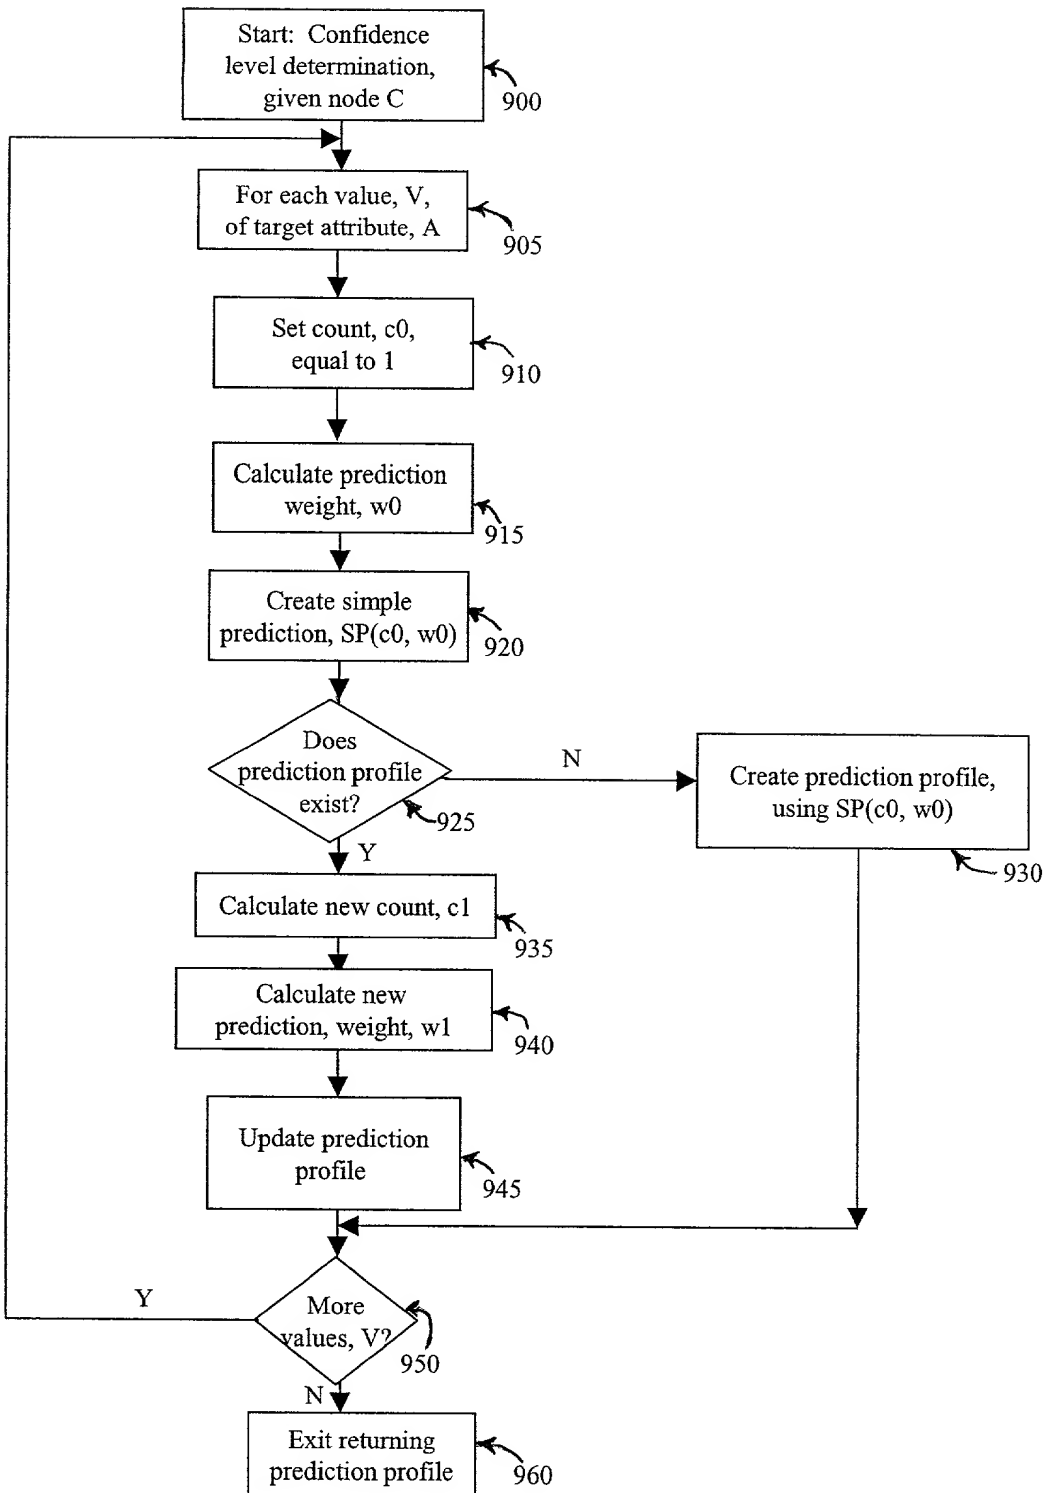 Start: Confidence
level determination,
given node C
900
For each value, V,
of target attribute, A
905
Set count, c0,
equal to 1
910
Calculate prediction
weight, w0
915
Create simple
prediction, SP(c0, w0)
920
Does
prediction profile
exist?
925
N
Create prediction profile,
using SP(c0, w0)
930
Y
Calculate new count, c1
935
Calculate new
prediction, weight, w1
940
Update prediction
profile
945
Y
More
values, V?
950
N
Exit returning
prediction profile
960